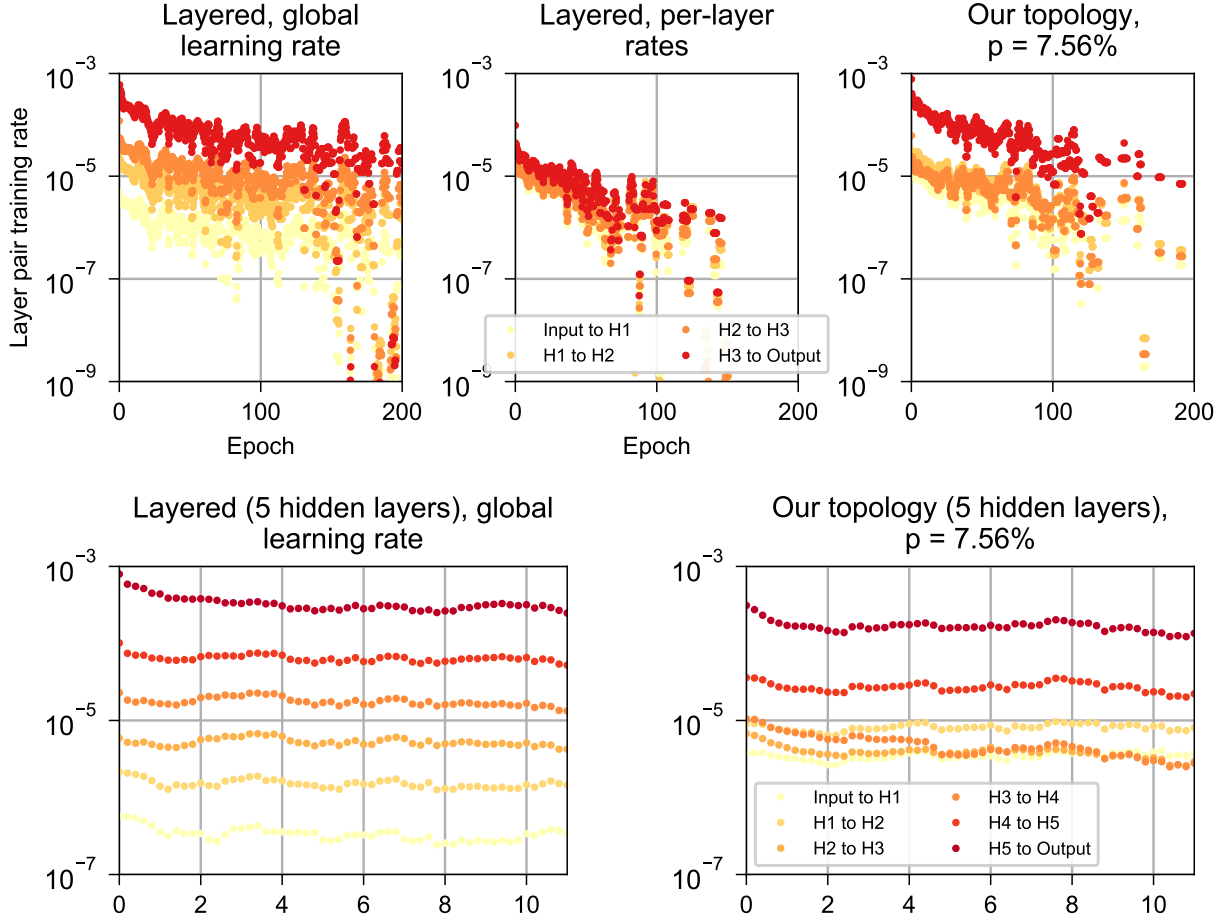 Layered, global
learning rate
Layered, per-layer
rates
Our topology,
p = 7.56%
Layer pair training rate
10−3
10−5
10−7
10−9
0
100
200
Epoch
10−3
10−5
10−7
10−9
0
100
200
Epoch
Input to H1
H1 to H2
H2 to H3
H3 to Output
10−3
10−5
10−7
10−9
0
100
200
Layered (5 hidden layers), global
learning rate
Our topology (5 hidden layers),
p = 7.56%
10−3
10−5
10−7
0
2
4
6
8
10
10−3
10−5
10−7
0
2
4
6
8
10
Input to H1
H1 to H2
H2 to H3
H3 to H4
H4 to H5
H5 to Output